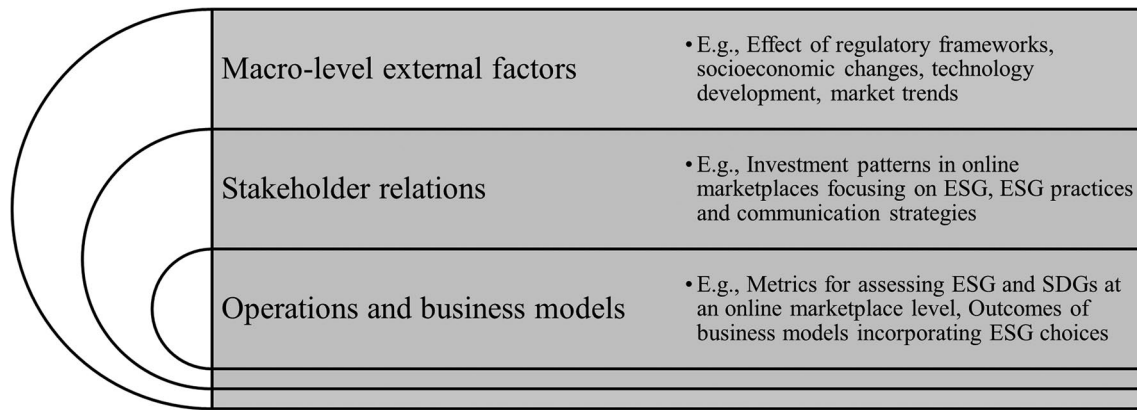 Macro-level external factors
• E.g., Effect of regulatory frameworks,
socioeconomic changes, technology
development, market trends
Stakeholder relations
• E.g., Investment patterns in online
marketplaces focusing on ESG, ESG practices
and communication strategies
Operations and business models
• E.g., Metrics for assessing ESG and SDGs at
an online marketplace level, Outcomes of
business models incorporating ESG choices